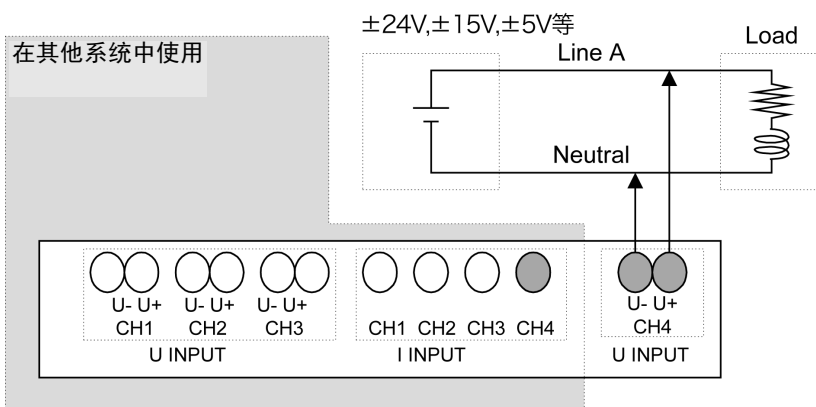 ±24V,±15V,±5V等
Load
在其他系统中使用
Line A
Neutral
U- U+ U- U+ U- U+
CH1 CH2 CH3
U INPUT
CH1 CH2 CH3 CH4
I INPUT
U- U+
CH4
U INPUT